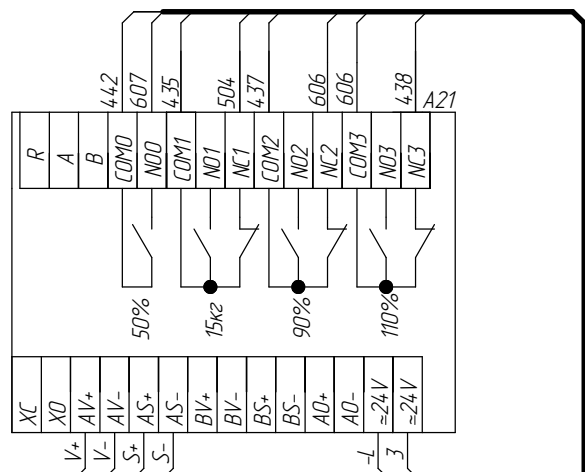 442 607 435 504 437 606 606 438 A21
R A B COM0 NO0 COM1 NO1 NC1 COM2 NO2 NC2 COM3 NO3 NC3
50% 15кг 90% 110%
XC XO AV+ AV- AS+ AS- BV+ BV- BS+ BS- AO+ AO- ≂24V ≂24V
V+ V- S+ S- -L 3